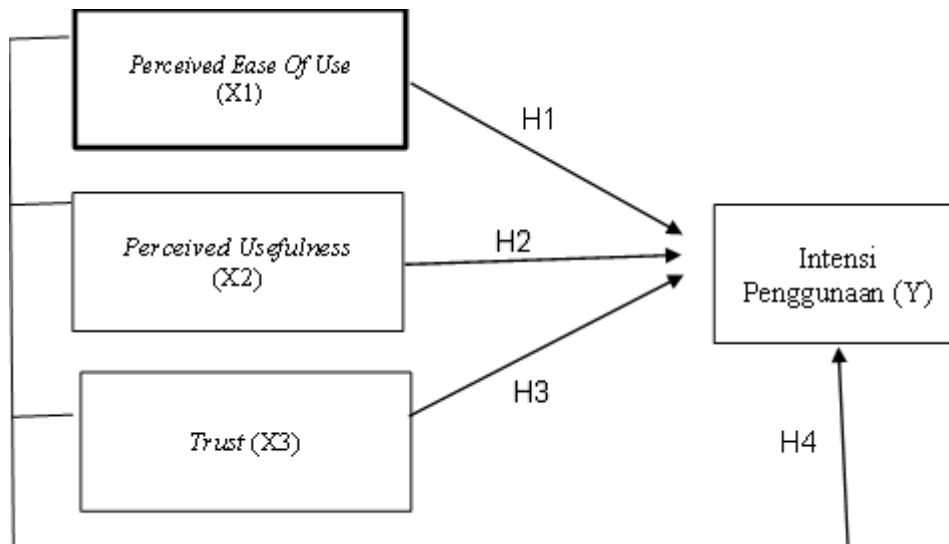 Perceived Ease Of Use
(X1)
H1
Perceived Usefulness
(X2)
H2
Intensi
Penggunaan (Y)
Trust (X3)
H3
H4